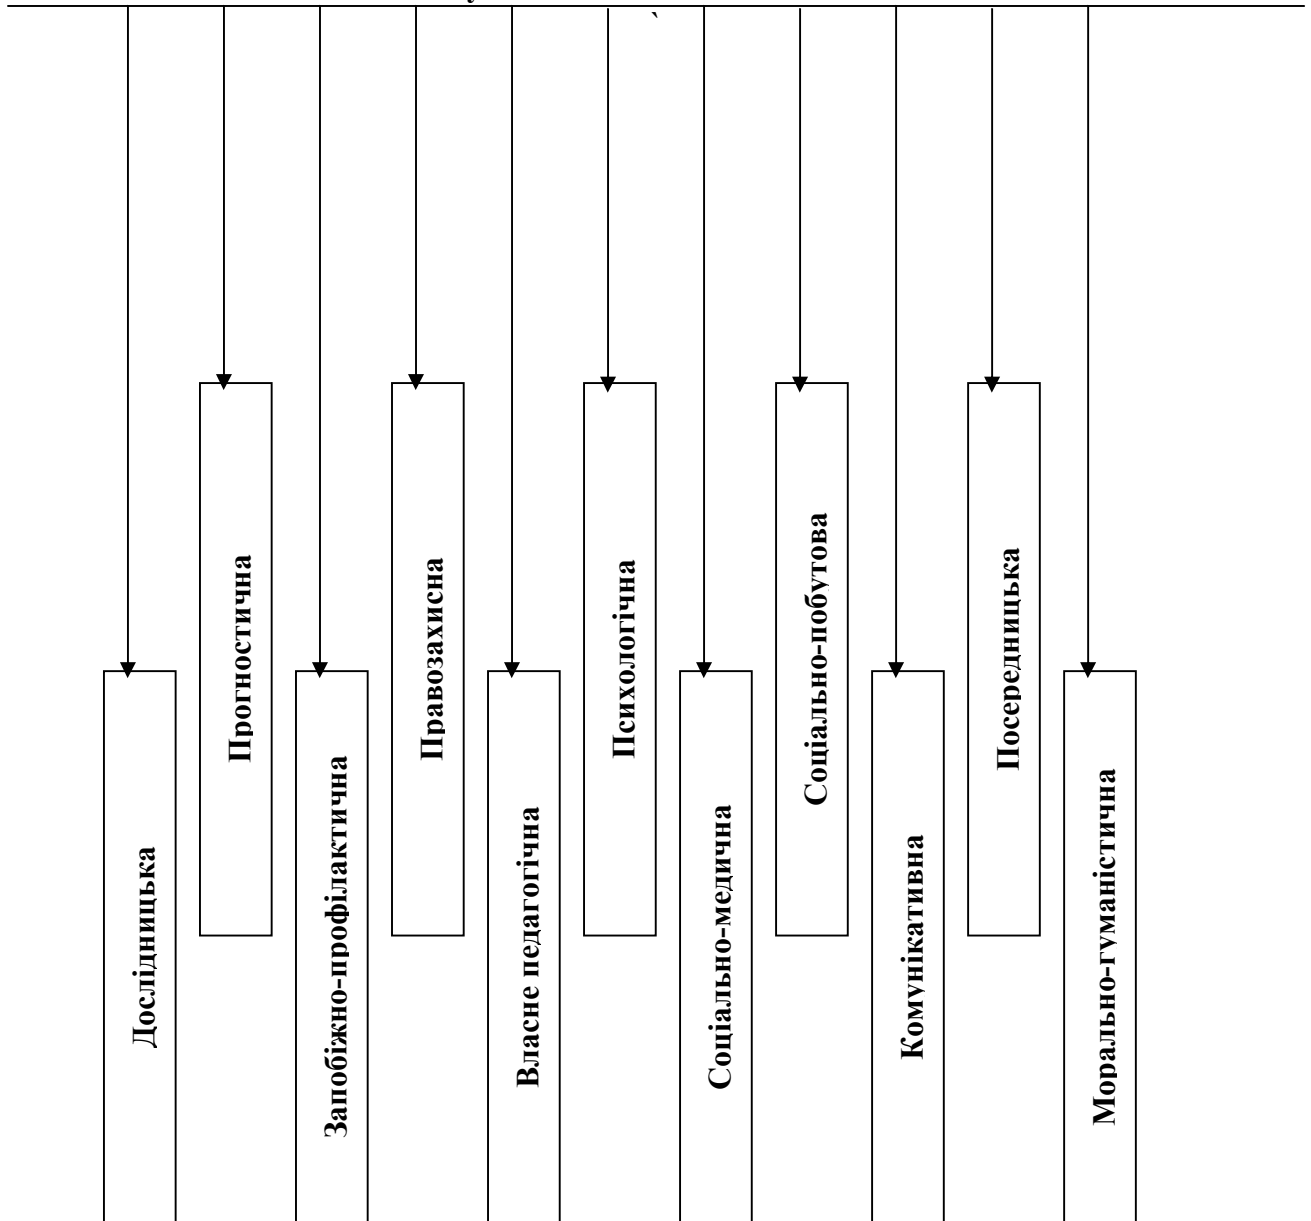 Дослідницька
Прогностична
Запобіжно-профілактична
Правозахисна
Власне педагогічна
Психологічна
Соціально-медична
Соціально-побутова
Комунікативна
Посередницька
Морально-гуманістична